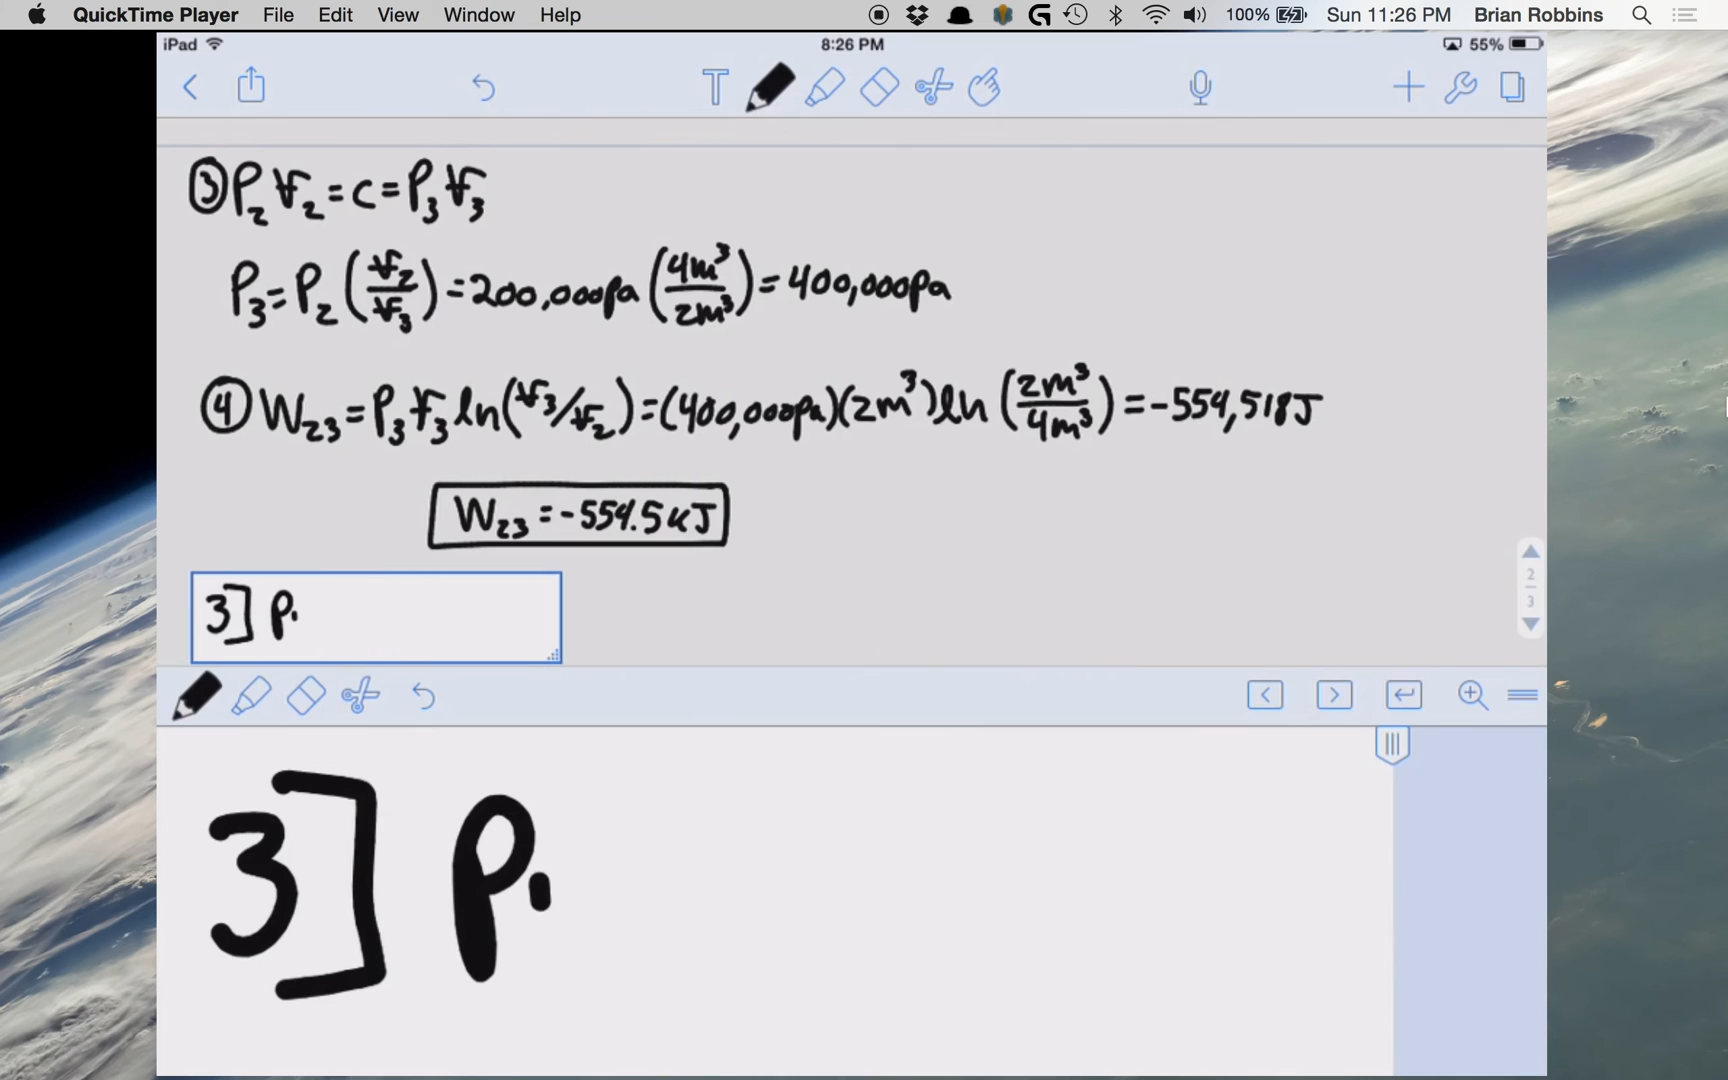 QuickTime Player File Edit View Window Help 100% Sun 11:26 PM Brian Robbins
iPad 8:26 PM 55%
T
③ P₂V₂ = C = P₃V₃
P₃ = P₂ (V₂/V₃) = 200,000pa (4m³/2m³) = 400,000pa
④ W₂₃ = P₃V₃ ln(V₃/V₂) = (400,000pa)(2m³) ln (2m³/4m³) = -554,518J
W₂₃ = -554.5kJ
2
3
3] P.
3] P.